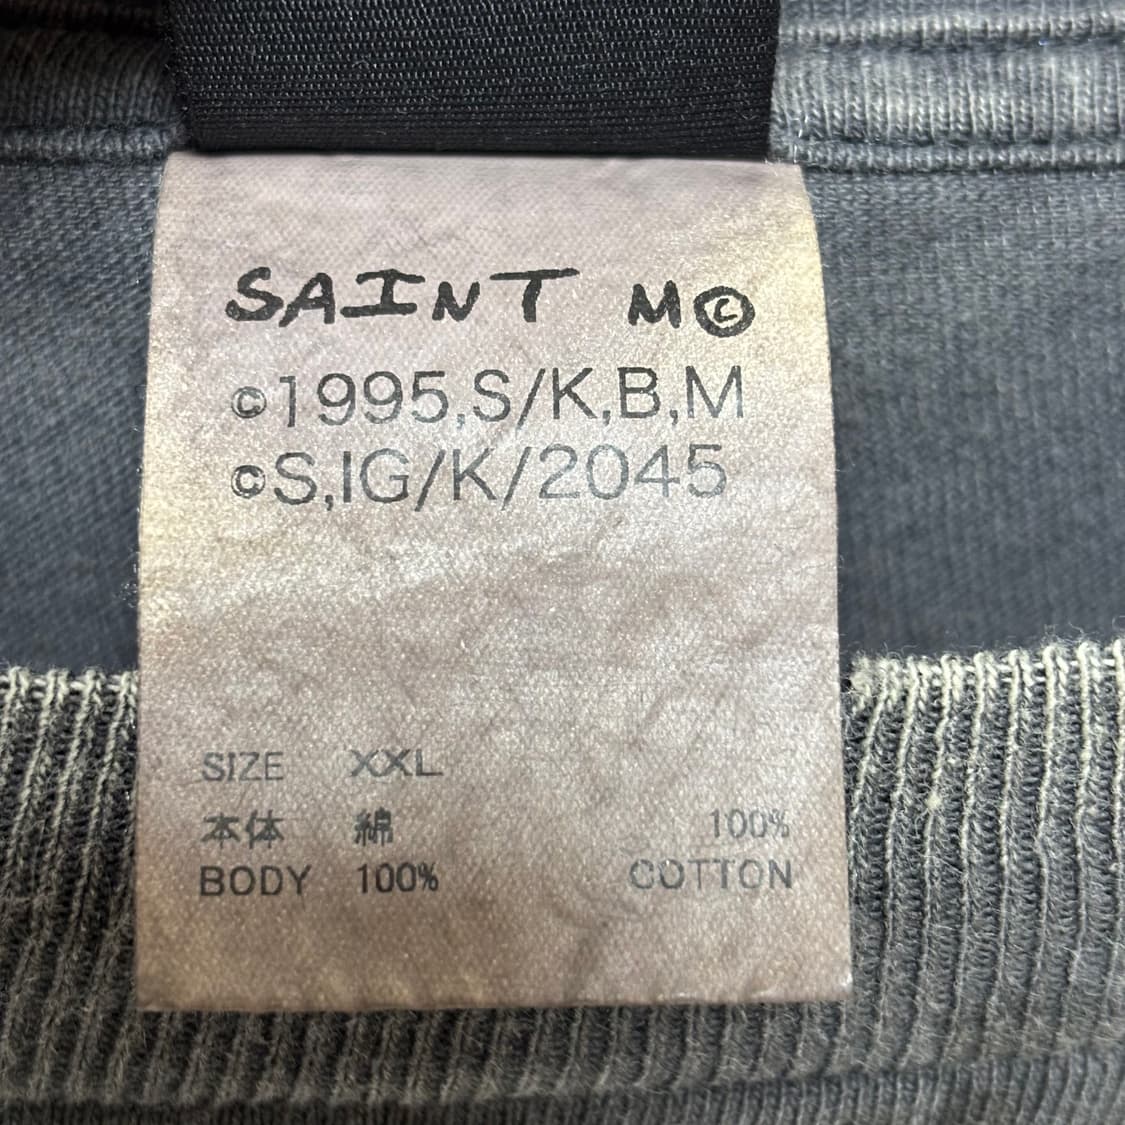 SAINT M©
©1995,S/K,B,M
©S,IG/K/2045
SIZE XXL
本体 綿 100%
BODY 100% COTTON